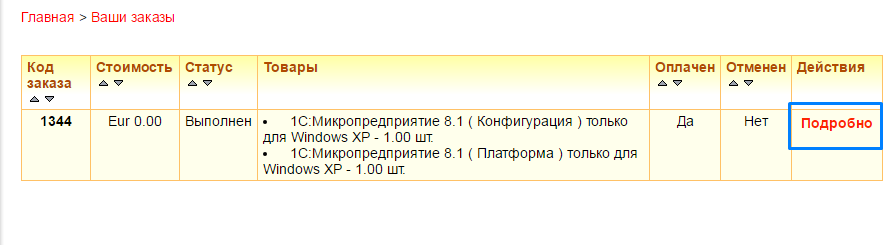 Главная > Ваши заказы
Код заказа Стоимость Статус Товары Оплачен Отменен Действия
1344 Eur 0.00 Выполнен • 1С:Микропредприятие 8.1 ( Конфигурация ) только для Windows XP - 1.00 шт. Да Нет Подробно
• 1С:Микропредприятие 8.1 ( Платформа ) только для Windows XP - 1.00 шт.